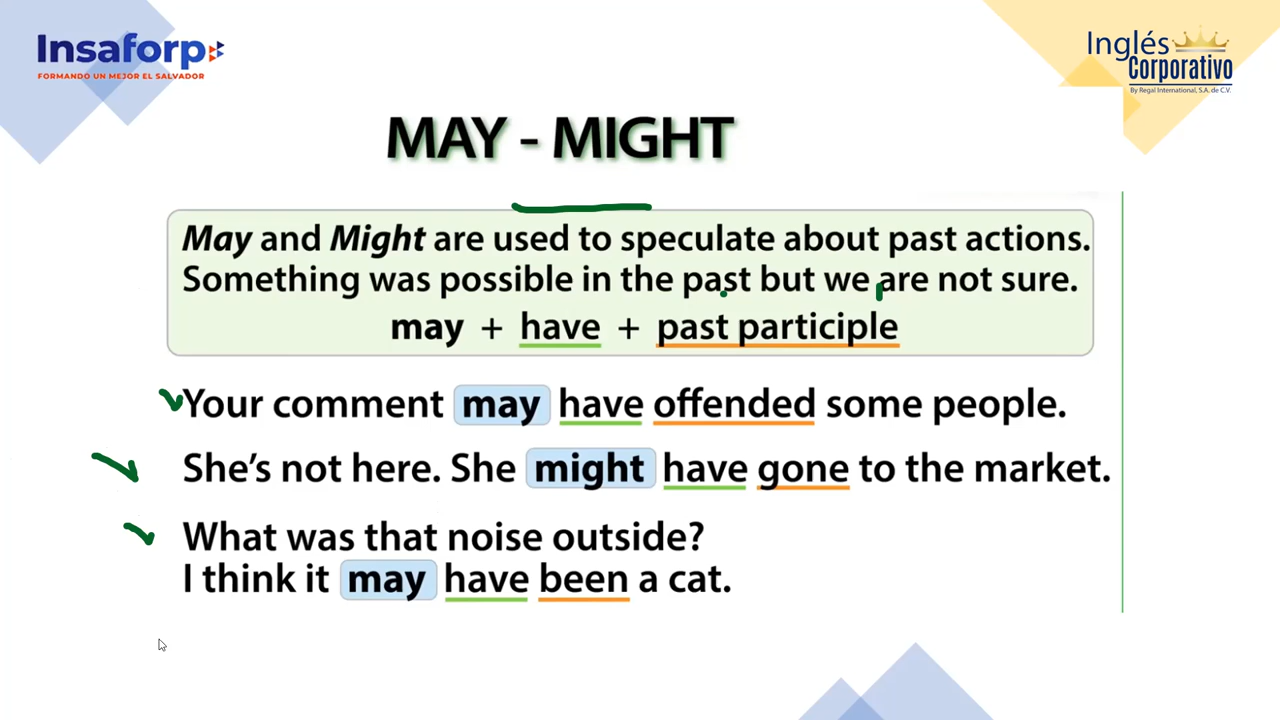 Insaforp
FORMANDO UN MEJOR EL SALVADOR
Inglés
Corporativo
By Regal International, S.A. de C.V.
MAY - MIGHT
May and Might are used to speculate about past actions.
Something was possible in the past but we are not sure.
may + have + past participle
Your comment may have offended some people.
She's not here. She might have gone to the market.
What was that noise outside?
I think it may have been a cat.